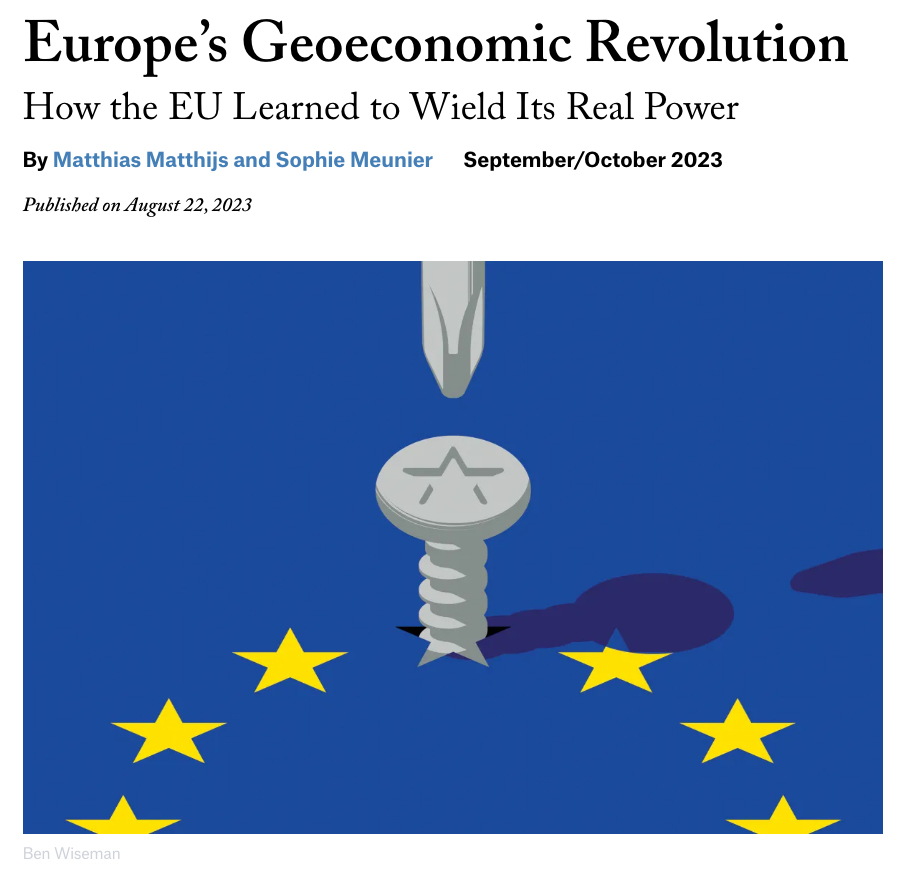 Europe’s Geoeconomic Revolution
How the EU Learned to Wield Its Real Power
By Matthias Matthijs and Sophie Meunier September/October 2023
Published on August 22, 2023
Ben Wiseman